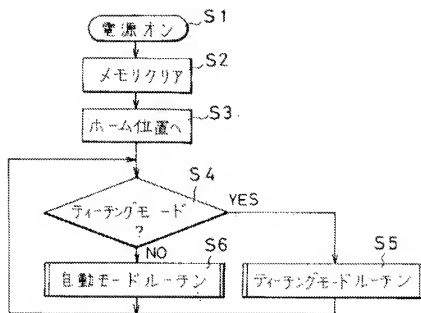 電源オン
S1
メモリクリア
S2
ホーム位置へ
S3
ティーチングモード
?
S4
YES
NO
自動モードルーチン
S6
ティーチングモードルーチン
S5